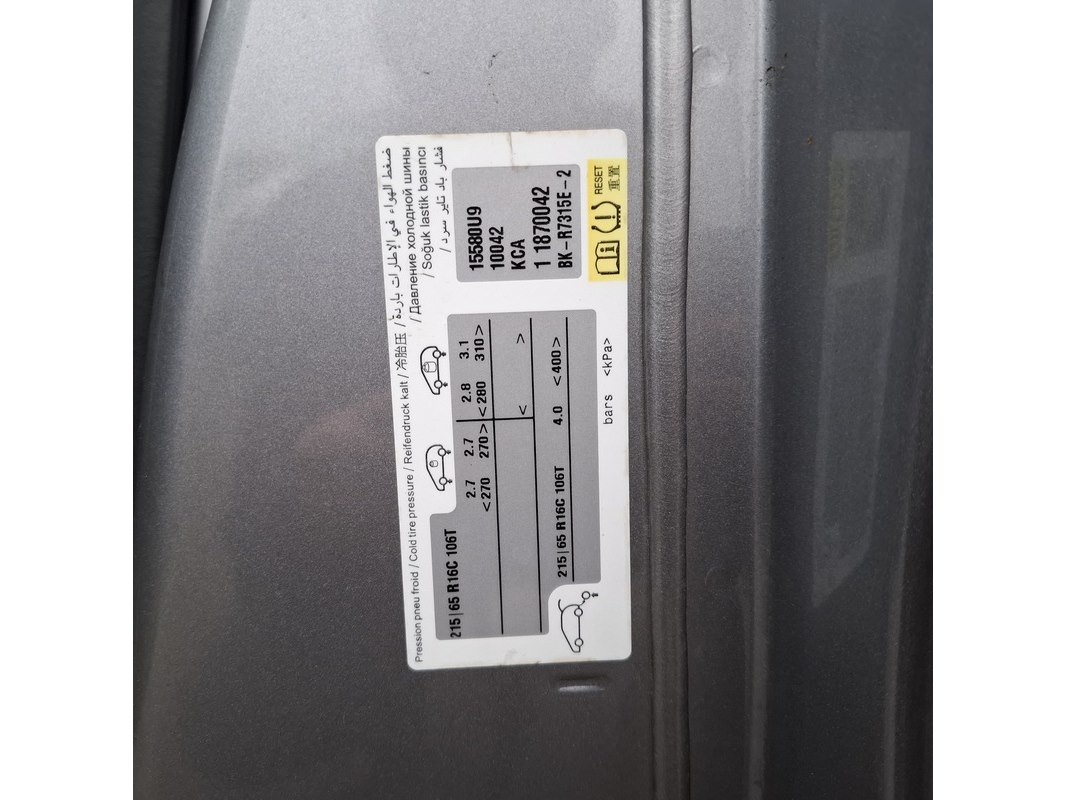 Pression pneu froid / Cold tire pressure / Reifendruck kalt / 冷胎压 / ضغط الهواء في الإطارات باردة
/ Давление холодной шины
/ Soğuk lastik basıncı
/ فشار باد تایر سرد
215|65 R16C 106T
2.7 2.7 2.8 3.1
<270 270> <280 310>
< >
215|65 R16C 106T 4.0 <400>
bars <kPa>
15580U9
10042
KCA
1 1870042
BK-R7315E-2
RESET
重置